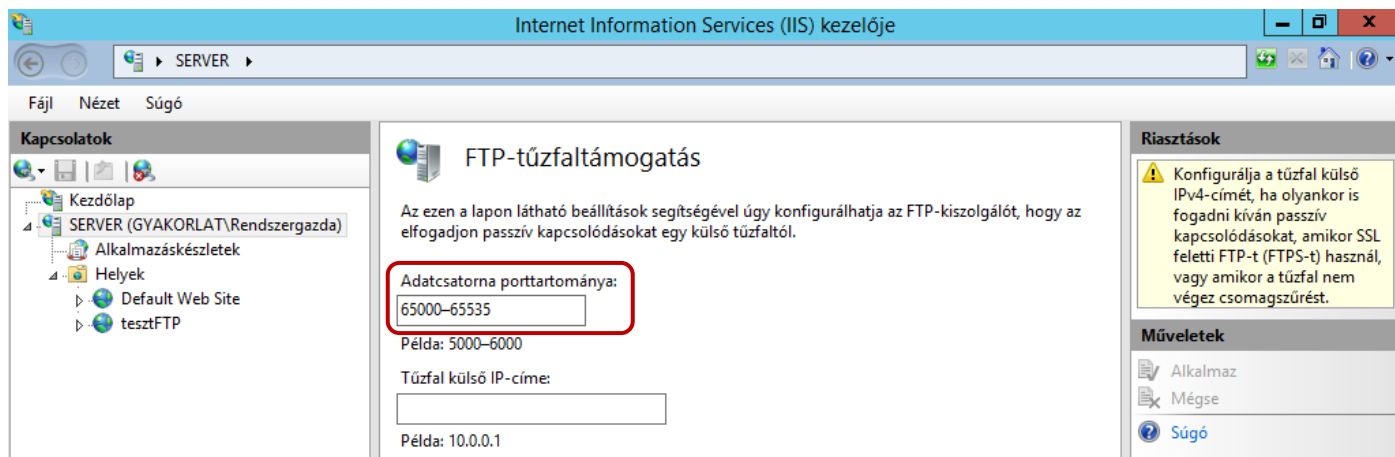 Internet Information Services (IIS) kezelője
SERVER
Fájl Nézet Súgó
Kapcsolatok
Kezdőlap
SERVER (GYAKORLAT\Rendszergazda)
Alkalmazáskészletek
Helyek
Default Web Site
tesztFTP
FTP-tűzfaltámogatás
Az ezen a lapon látható beállítások segítségével úgy konfigurálhatja az FTP-kiszolgálót, hogy az
elfogadjon passzív kapcsolódásokat egy külső tűzfaltól.
Adatcsatorna porttartománya:
65000–65535
Példa: 5000–6000
Tűzfal külső IP-címe:
Példa: 10.0.0.1
Riasztások
Konfigurálja a tűzfal külső
IPv4-címét, ha olyankor is
fogadni kíván passzív
kapcsolódásokat, amikor SSL
feletti FTP-t (FTPS-t) használ,
vagy amikor a tűzfal nem
végez csomagszűrést.
Műveletek
Alkalmaz
Mégse
Súgó